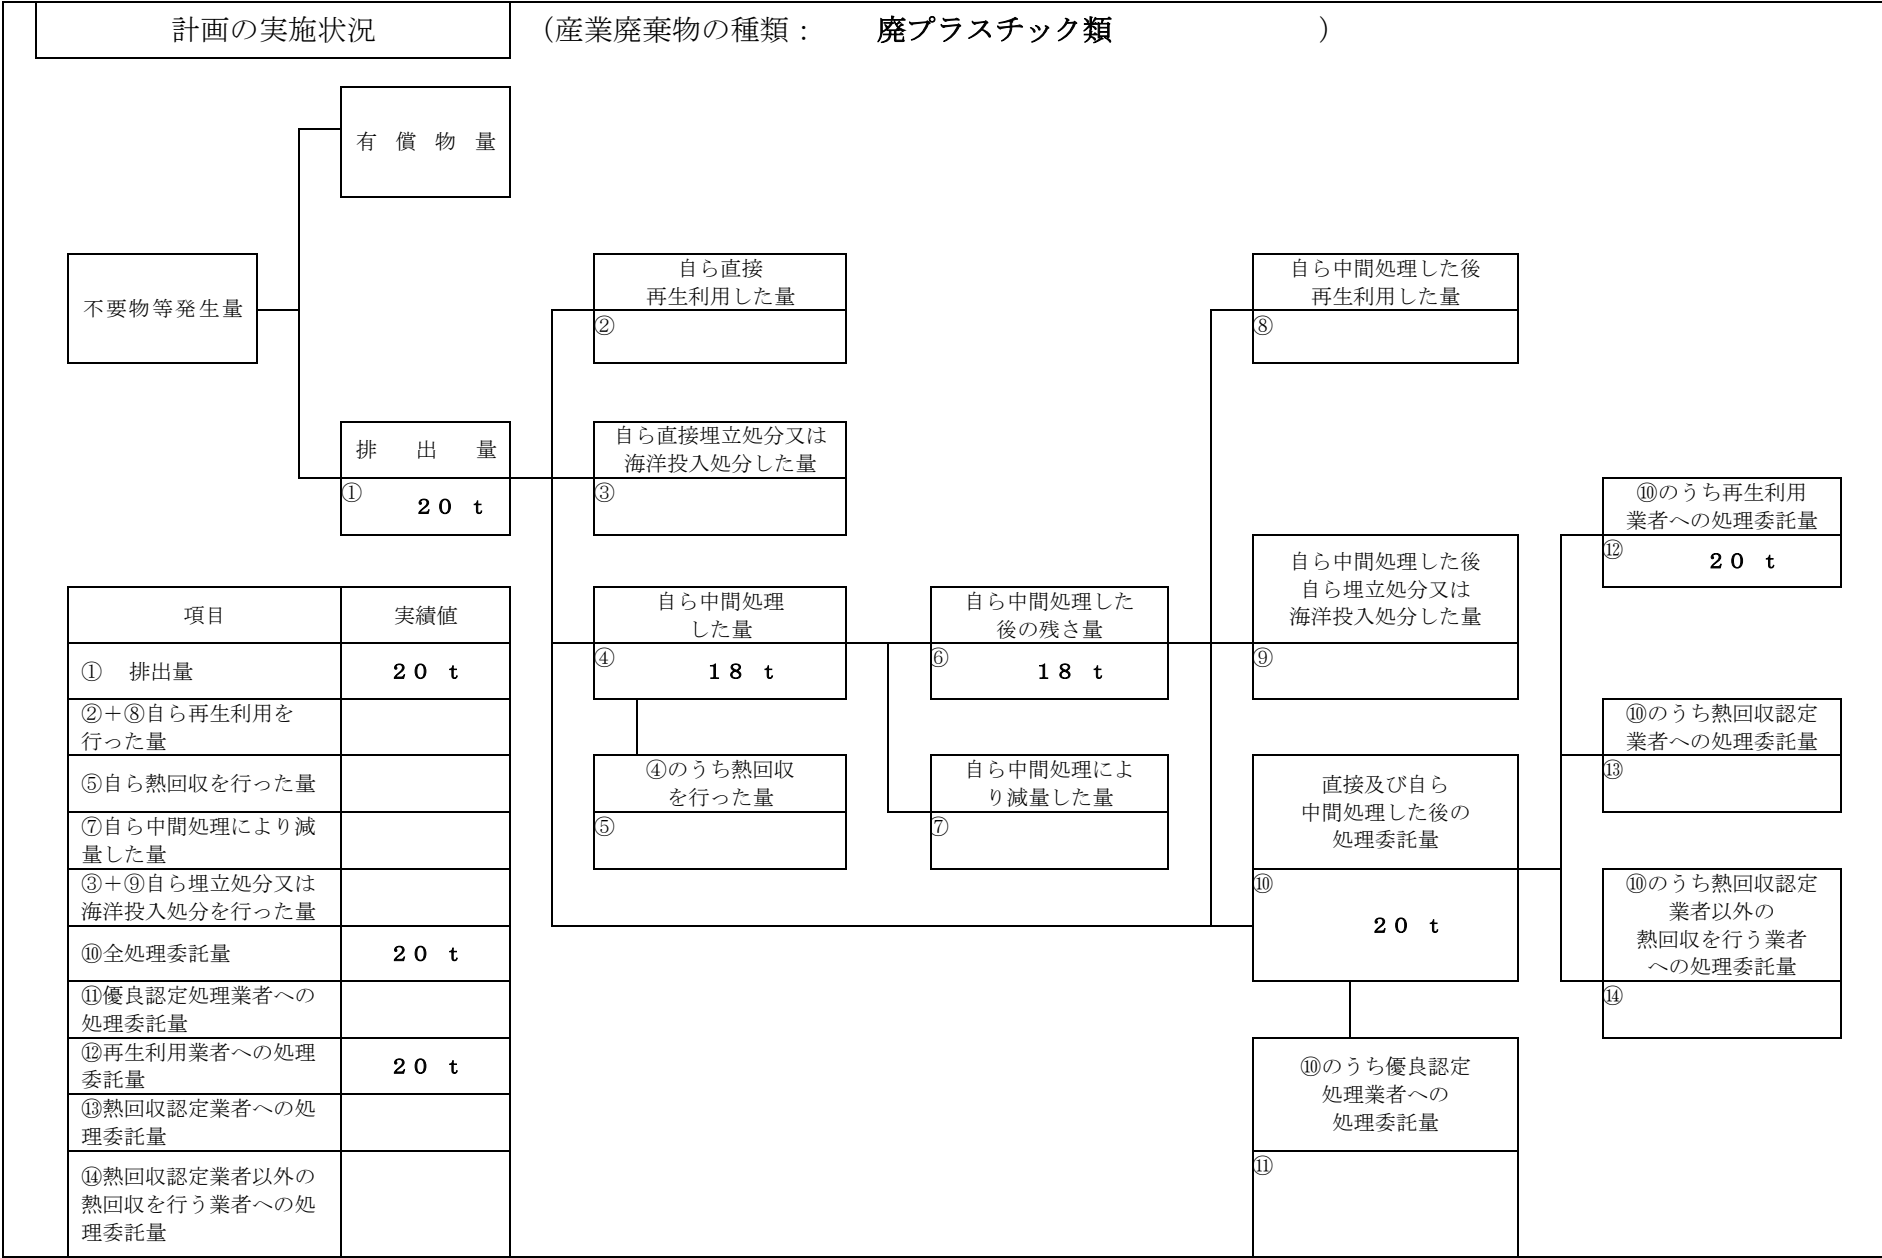 計画の実施状況
（産業廃棄物の種類： 廃プラスチック類 ）
有償物量
不要物等発生量
自ら直接
再生利用した量
②
自ら中間処理した後
再生利用した量
⑧
排出量
①
２０ ｔ
自ら直接埋立処分又は
海洋投入処分した量
③
⑩のうち再生利用
業者への処理委託量
⑫
２０ ｔ
自ら中間処理した後
自ら埋立処分又は
海洋投入処分した量
⑨
自ら中間処理
した量
④
１８ ｔ
自ら中間処理した
後の残さ量
⑥
１８ ｔ
⑩のうち熱回収認定
業者への処理委託量
⑬
④のうち熱回収
を行った量
⑤
自ら中間処理によ
り減量した量
⑦
直接及び自ら
中間処理した後の
処理委託量
⑩
２０ ｔ
⑩のうち熱回収認定
業者以外の
熱回収を行う業者
への処理委託量
⑭
⑩のうち優良認定
処理業者への
処理委託量
⑪
項目 実績値
① 排出量 ２０ ｔ
②＋⑧自ら再生利用を
行った量
⑤自ら熱回収を行った量
⑦自ら中間処理により減
量した量
③＋⑨自ら埋立処分又は
海洋投入処分を行った量
⑩全処理委託量 ２０ ｔ
⑪優良認定処理業者への
処理委託量
⑫再生利用業者への処理
委託量
２０ ｔ
⑬熱回収認定業者への処
理委託量
⑭熱回収認定業者以外の
熱回収を行う業者への処
理委託量